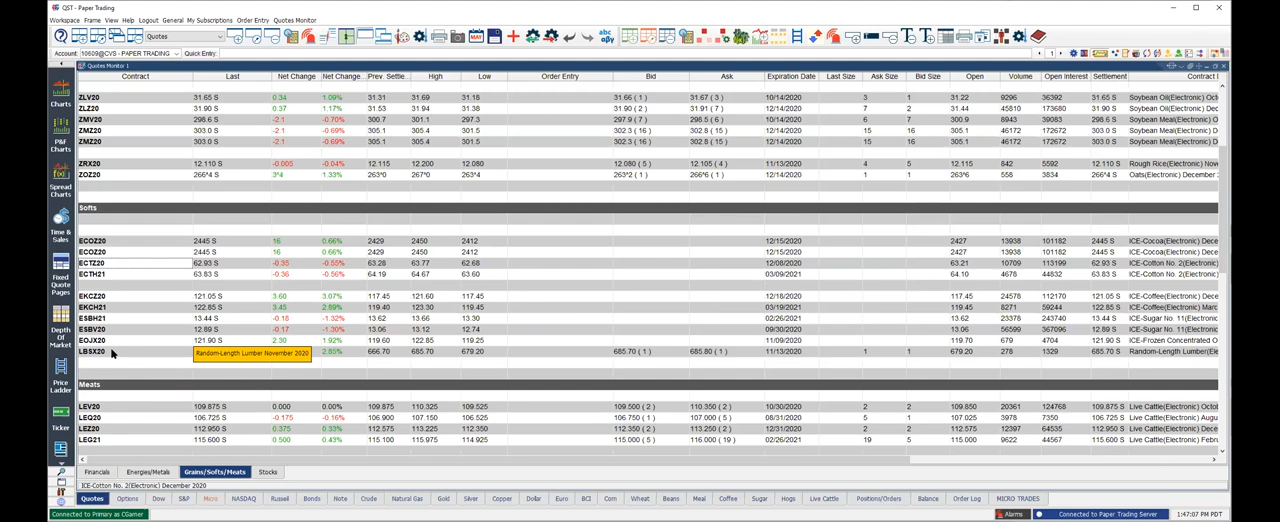 QST - Paper Trading
Workspace Frame View Help Logout General My Subscriptions Order Entry Quotes Monitor
Quotes
Account: 10609@CVS - PAPER TRADING Quick Entry:
Quotes Monitor 1
Contract Last Net Change Net Change... Prev. Settle... High Low Order Entry Bid Ask Expiration Date Last Size Ask Size Bid Size Open Volume Open Interest Settlement Contract
ZLV20 31.65 S 0.34 1.09% 31.31 31.69 31.18 31.66 ( 1 ) 31.67 ( 3 ) 10/14/2020 3 1 31.22 9296 36392 31.65 S Soybean Oil(Electronic) Oct
ZLZ20 31.90 S 0.37 1.17% 31.53 31.94 31.38 31.90 ( 2 ) 31.91 ( 7 ) 12/14/2020 7 2 31.44 45810 173680 31.90 S Soybean Oil(Electronic) De
ZMV20 298.6 S -2.1 -0.70% 300.7 301.1 297.3 297.9 ( 7 ) 298.5 ( 6 ) 10/14/2020 6 7 300.9 8943 39083 298.6 S Soybean Meal(Electronic) O
ZMZ20 303.0 S -2.1 -0.69% 305.1 305.4 301.5 302.3 ( 16 ) 302.8 ( 15 ) 12/14/2020 15 16 305.1 46172 173632 303.0 S Soybean Meal(Electronic) D
ZMZ20 303.0 S -2.1 -0.69% 305.1 305.4 301.5 302.3 ( 16 ) 302.8 ( 15 ) 12/14/2020 15 16 305.1 46172 173632 303.0 S Soybean Meal(Electronic) D
ZRX20 12.110 S -0.005 -0.04% 12.115 12.200 12.080 12.080 ( 5 ) 12.105 ( 4 ) 11/13/2020 4 5 12.115 842 5592 12.110 S Rough Rice(Electronic) Nove
ZOZ20 266^4 S 3^4 1.33% 263^0 267^0 263^4 263^2 ( 1 ) 266^6 ( 1 ) 12/14/2020 1 1 263^6 558 3834 266^4 S Oats(Electronic) December
Softs
ECOZ20 2445 S 16 0.66% 2429 2450 2412 12/15/2020 2427 13938 101182 2445 S ICE-Cocoa(Electronic) Dece
ECOZ20 2445 S 16 0.66% 2429 2450 2412 12/15/2020 2427 13938 101182 2445 S ICE-Cocoa(Electronic) Dece
ECTZ20 62.93 S -0.35 -0.55% 63.28 63.77 62.68 12/08/2020 63.21 10709 113199 62.93 S ICE-Cotton No. 2(Electronic
ECTH21 63.83 S -0.36 -0.56% 64.19 64.67 63.60 03/09/2021 64.10 4678 44832 63.83 S ICE-Cotton No. 2(Electronic
EKCZ20 121.05 S 3.60 3.07% 117.45 121.60 117.45 12/18/2020 117.45 24578 112170 121.05 S ICE-Coffee(Electronic) Dece
EKCH21 122.85 S 3.45 2.89% 119.40 123.30 119.40 03/19/2021 119.45 12327 61932 122.85 S ICE-Coffee(Electronic) Marc
ESBH21 13.44 S -0.18 -1.32% 13.62 13.66 13.30 02/26/2021 13.62 23378 243740 13.44 S ICE-Sugar No. 11(Electronic
ESBV20 12.89 S -0.17 -1.30% 13.06 13.12 12.74 09/30/2020 13.06 56599 367096 12.89 S ICE-Sugar No. 11(Electronic
EOJX20 121.90 S 2.30 1.92% 119.60 122.85 119.25 11/09/2020 119.70 679 4704 121.90 S ICE-Frozen Concentrated O
LBSX20 Random-Length Lumber November 2020 2.85% 666.70 685.70 679.20 685.70 ( 1 ) 685.80 ( 1 ) 11/13/2020 1 1 679.20 278 1329 685.70 S Random-Length Lumber(Ele
Meats
LEV20 109.875 S 0.000 0.00% 109.875 110.325 109.525 109.500 ( 2 ) 110.350 ( 2 ) 10/30/2020 2 2 109.850 20361 124768 109.875 S Live Cattle(Electronic) Octob
LEQ20 106.725 S -0.175 -0.16% 106.900 107.150 106.525 106.750 ( 1 ) 107.000 ( 5 ) 08/31/2020 5 1 107.025 3978 7350 106.725 S Live Cattle(Electronic) Augu
LEZ20 112.950 S 0.375 0.33% 112.575 113.225 112.350 112.350 ( 2 ) 113.250 ( 2 ) 12/31/2020 2 2 112.575 12397 64535 112.950 S Live Cattle(Electronic) Dece
LEG21 115.600 S 0.500 0.43% 115.100 115.975 114.925 115.000 ( 5 ) 116.000 ( 19 ) 02/26/2021 19 5 115.075 9622 44567 115.600 S Live Cattle(Electronic) Febru
Charts
P&F Charts
Spread Charts
Time & Sales
Fixed Quote Pages
Depth Of Market
Price Ladder
Ticker
Financials Energies/Metals Grains/Softs/Meats Stocks
ICE-Cotton No. 2(Electronic) December 2020
Quotes Options Dow S&P Micro NASDAQ Russell Bonds Note Crude Natural Gas Gold Silver Copper Dollar Euro BCI Corn Wheat Beans Meal Coffee Sugar Hogs Live Cattle Positions/Orders Balance Order Log MICRO TRADES
Connected to Primary as CGarner Alarms Connected to Paper Trading Server 1:47:07 PM PDT